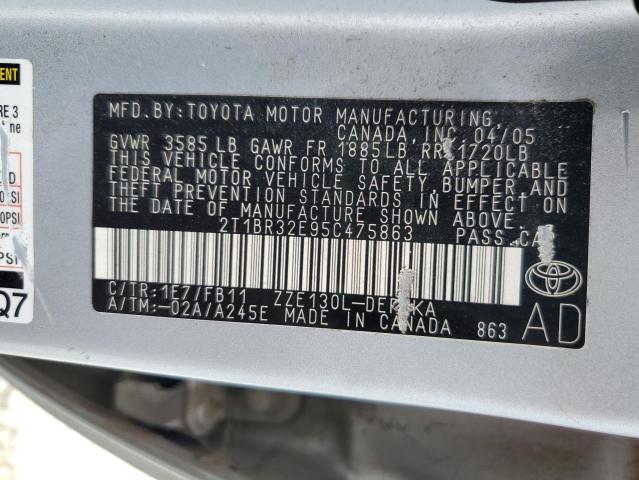 MFD. BY: TOYOTA MOTOR MANUFACTURING,
CANADA, INC. 04/05
GVWR 3585 LB GAWR FR 1885LB RR 1720LB
THIS VEHICLE CONFORMS TO ALL APPLICABLE
FEDERAL MOTOR VEHICLE SAFETY, BUMPER, AND
THEFT PREVENTION STANDARDS IN EFFECT ON
THE DATE OF MANUFACTURE SHOWN ABOVE.
2T1BR32E95C475863 PASS. CAR
C/TR: 1E7/FB11 ZZE130L-DEPSKA
A/TM: -02A/A245E MADE IN CANADA 863
AD
Q7